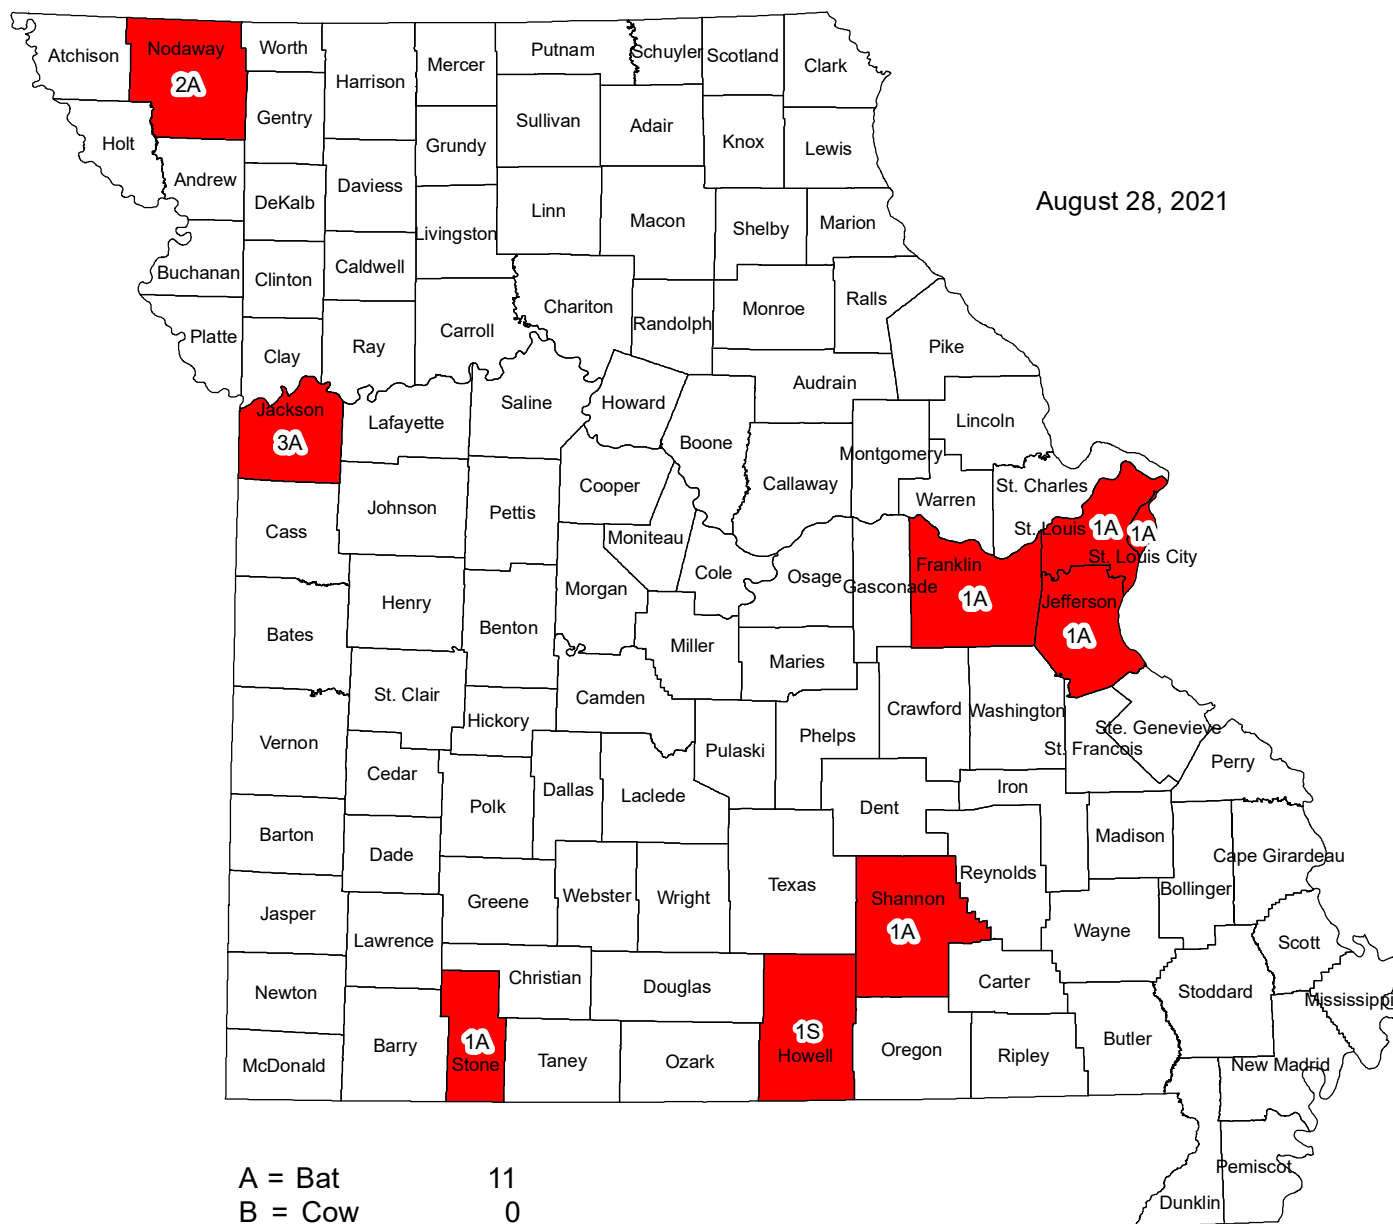 Atchison
Nodaway
2A
Worth
Harrison
Mercer
Putnam
Schuyler
Scotland
Clark
Holt
Gentry
Grundy
Sullivan
Adair
Knox
Lewis
Andrew
DeKalb
Daviess
Livingston
Linn
Macon
Shelby
Marion
August 28, 2021
Buchanan
Clinton
Caldwell
Chariton
Randolph
Monroe
Ralls
Platte
Clay
Ray
Carroll
Pike
Audrain
Jackson
3A
Lafayette
Saline
Howard
Boone
Lincoln
Callaway
Montgomery
Warren
St. Charles
Cooper
Cass
Johnson
Pettis
Moniteau
St. Louis
1A
1A
St. Louis City
Cole
Osage
Gasconade
Franklin
1A
Jefferson
1A
Morgan
Henry
Bates
Benton
Miller
Maries
St. Clair
Camden
Hickory
Crawford
Washington
Vernon
Pulaski
Phelps
Ste. Genevieve
St. Francois
Perry
Cedar
Polk
Dallas
Laclede
Dent
Iron
Barton
Dade
Madison
Cape Girardeau
Bollinger
Reynolds
Texas
Jasper
Greene
Webster
Wright
Shannon
1A
Lawrence
Wayne
Scott
Newton
Christian
Douglas
Carter
Stoddard
Mississippi
Barry
1A
Stone
1S
Howell
McDonald
Taney
Ozark
Oregon
Ripley
Butler
New Madrid
Pemiscot
Dunklin
A = Bat 11
B = Cow 0